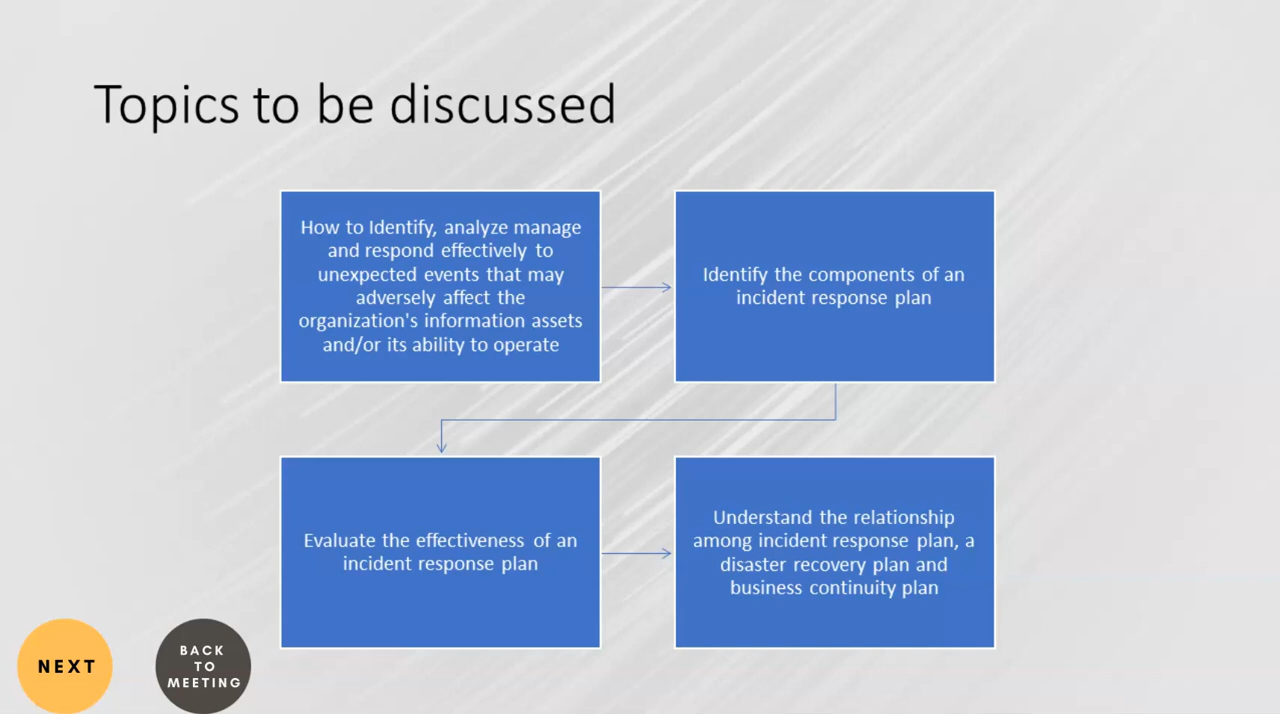 Topics to be discussed
How to Identify, analyze manage
and respond effectively to
unexpected events that may
adversely affect the
organization's information assets
and/or its ability to operate
Identify the components of an
incident response plan
Evaluate the effectiveness of an
incident response plan
Understand the relationship
among incident response plan, a
disaster recovery plan and
business continuity plan
NEXT
BACK
TO
MEETING